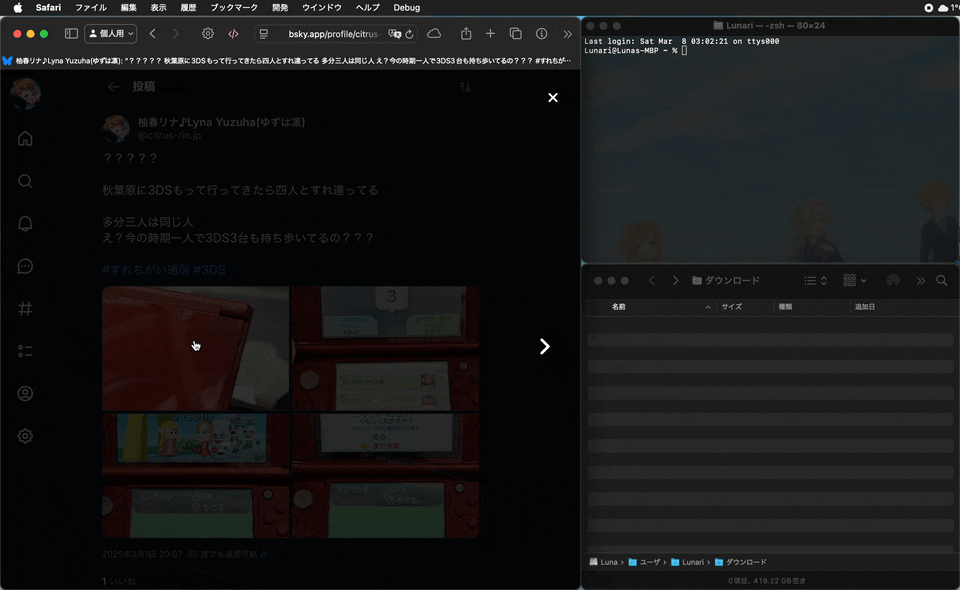 Safari ファイル 編集 表示 履歴 ブックマーク 開発 ウインドウ ヘルプ Debug
個人用
bsky.app/profile/citrus-
柚春リナ♪Lyna Yuzuha(ゆずは凛): "？？？？？ 秋葉原に3DSもって行ってきたら四人とすれ違ってる 多分三人は同じ人 え？今の時期一人で3DS3台も持ち歩いてるの？？？ #すれちが…
投稿
柚春リナ♪Lyna Yuzuha(ゆずは凛)
@citrus-rin.jp
？？？？？
秋葉原に3DSもって行ってきたら四人とすれ違ってる
多分三人は同じ人
え？今の時期一人で3DS3台も持ち歩いてるの？？？
#すれちがい通信 #3DS
3
2025年3月1日 20:07 誰でも返信可能
1 いいね
Lunari — -zsh — 80×24
Last login: Sat Mar  8 03:02:21 on ttys000
Lunari@Lunas-MBP ~ %
ダウンロード
名前 サイズ 種類 追加日
Luna › ユーザ › Lunari › ダウンロード
0項目、419.22 GB空き